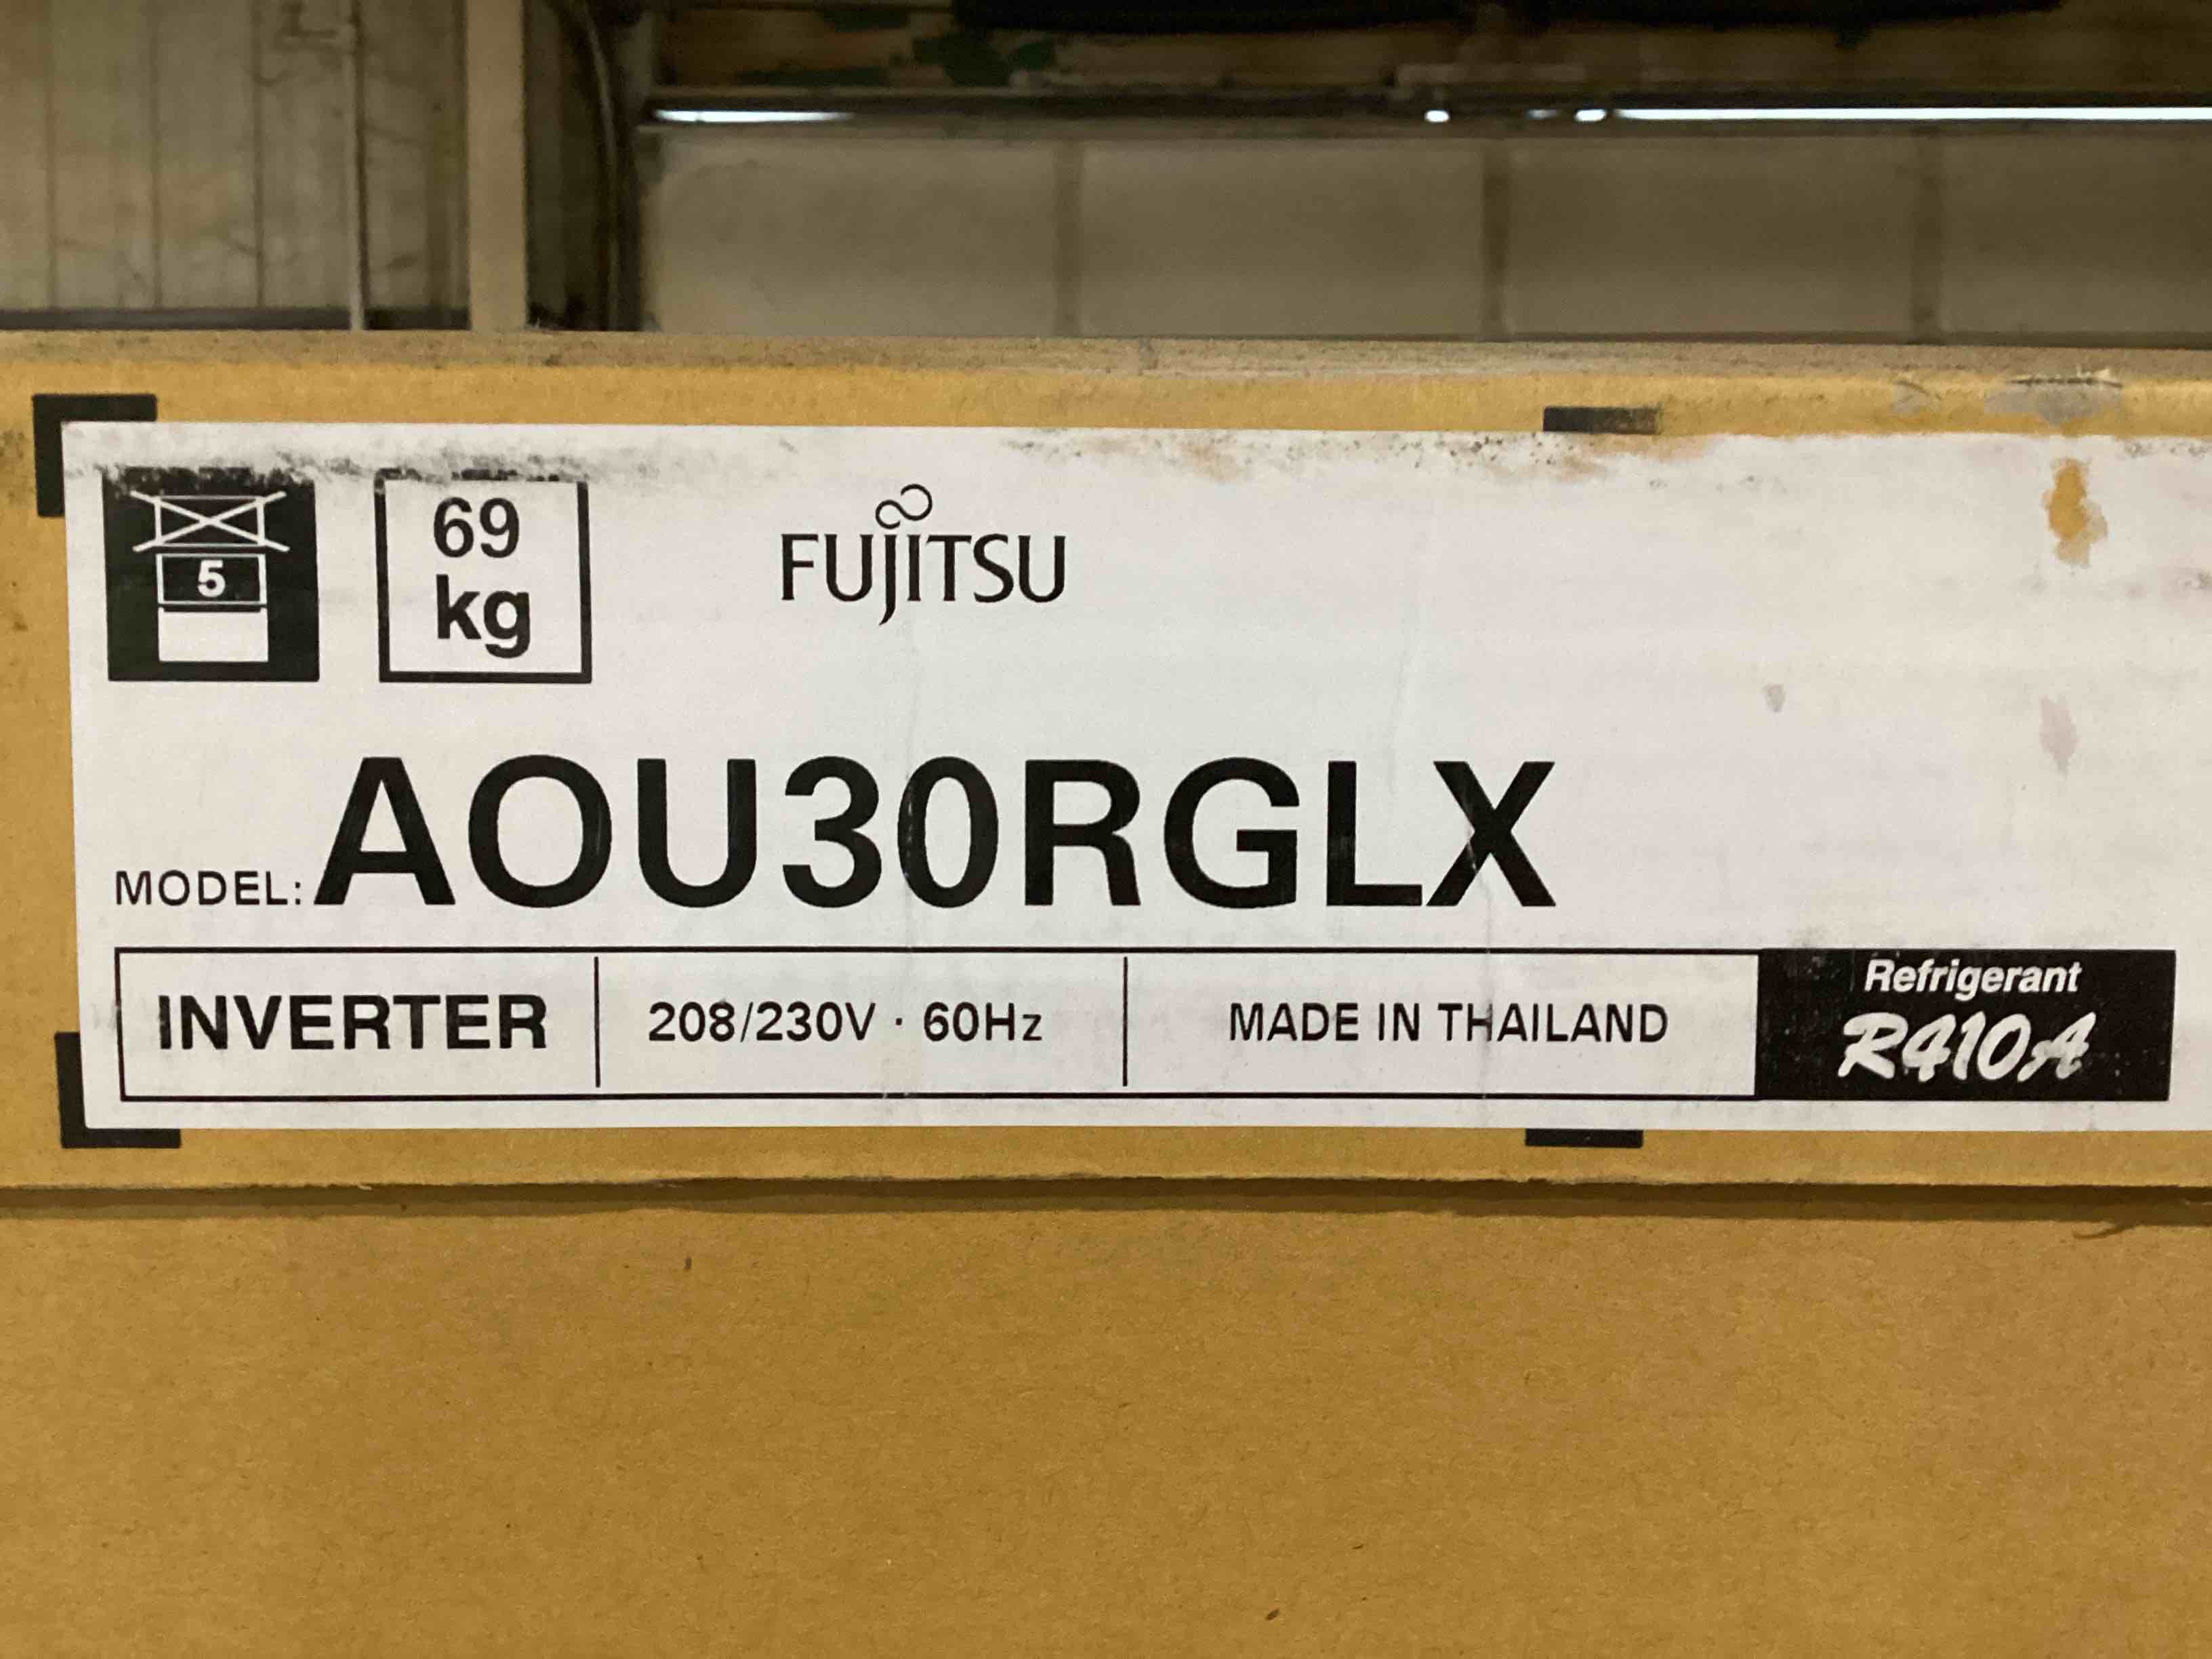 5
69
kg
FUJITSU
MODEL: AOU30RGLX
INVERTER
208/230V · 60Hz
MADE IN THAILAND
Refrigerant
R410A